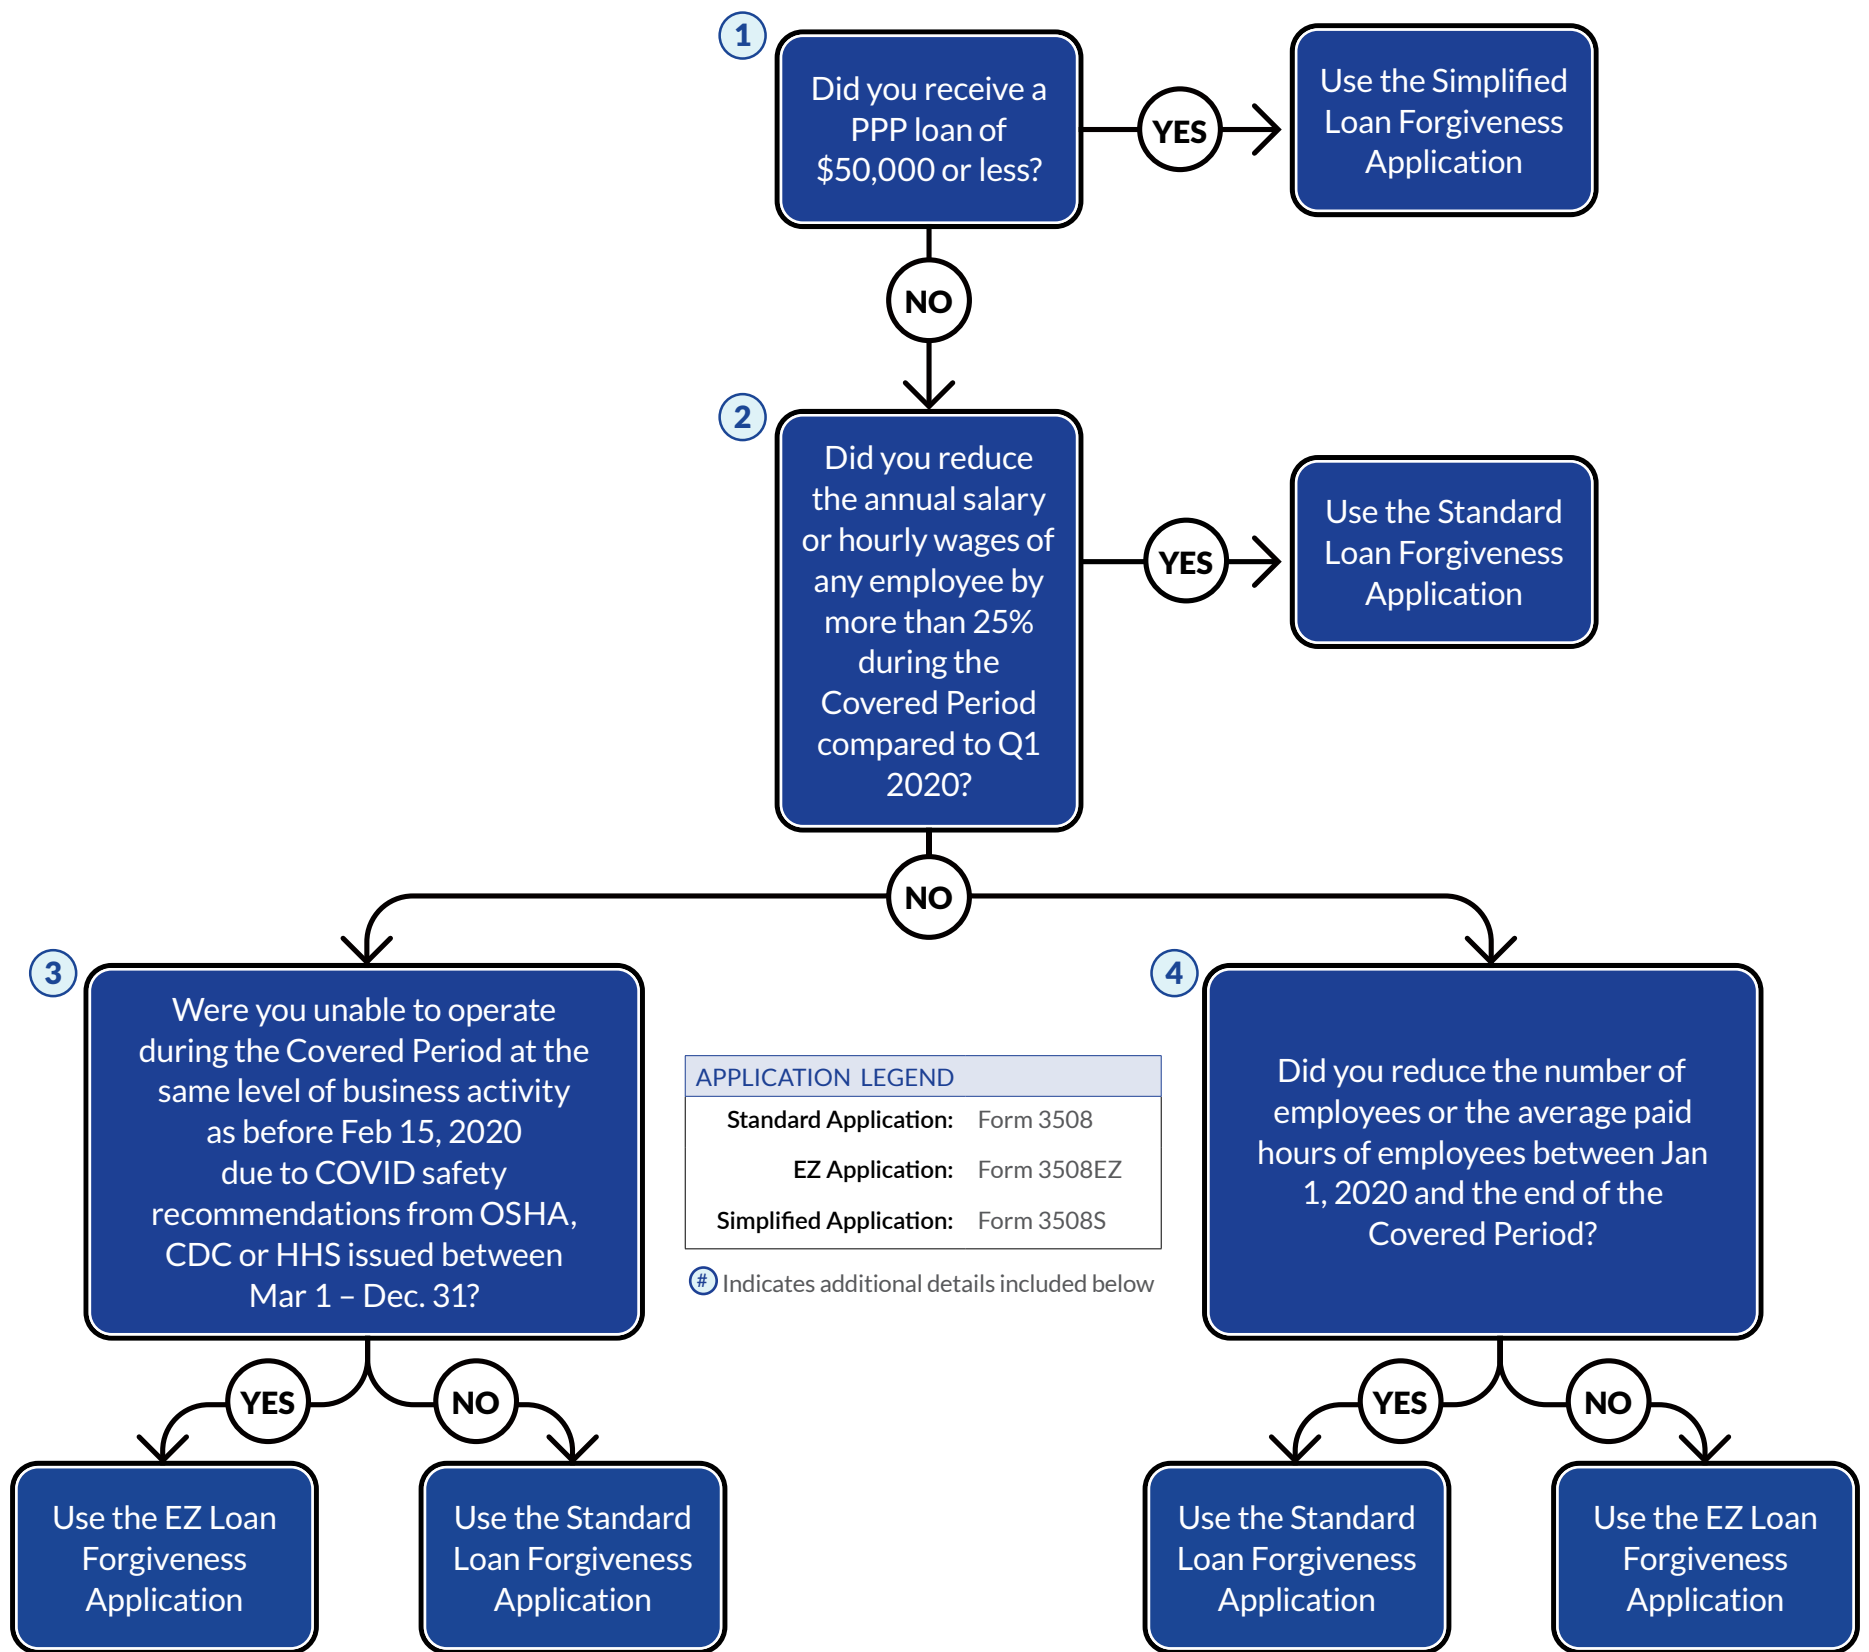 1
Did you receive a
PPP loan of
$50,000 or less?
YES
Use the Simplified
Loan Forgiveness
Application
NO
2
Did you reduce
the annual salary
or hourly wages of
any employee by
more than 25%
during the
Covered Period
compared to Q1
2020?
YES
Use the Standard
Loan Forgiveness
Application
NO
3
Were you unable to operate
during the Covered Period at the
same level of business activity
as before Feb 15, 2020
due to COVID safety
recommendations from OSHA,
CDC or HHS issued between
Mar 1 – Dec. 31?
APPLICATION LEGEND
Standard Application: Form 3508
EZ Application: Form 3508EZ
Simplified Application: Form 3508S
# Indicates additional details included below
4
Did you reduce the number of
employees or the average paid
hours of employees between Jan
1, 2020 and the end of the
Covered Period?
YES
NO
Use the EZ Loan
Forgiveness
Application
Use the Standard
Loan Forgiveness
Application
YES
NO
Use the Standard
Loan Forgiveness
Application
Use the EZ Loan
Forgiveness
Application